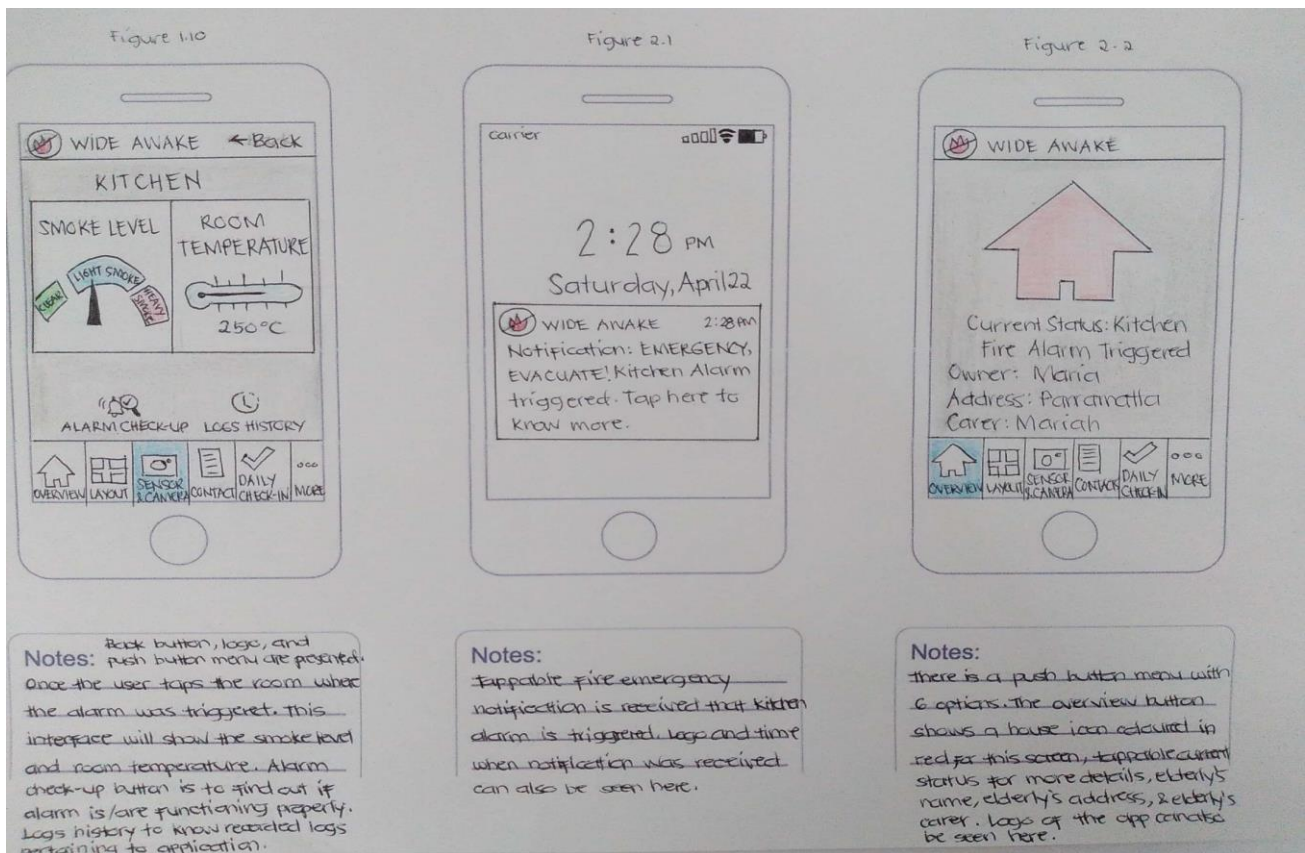 Figure 1.10
WIDE AWAKE ←Back
KITCHEN
SMOKE LEVEL
CLEAR
LIGHT SMOKE
HEAVY SMOKE
ROOM
TEMPERATURE
250°C
ALARM CHECK-UP
LOGS HISTORY
OVERVIEW
LAYOUT
SENSOR
& CAMERA
CONTACT
DAILY
CHECK-IN
MORE
Notes: Back button, logo, and
push button menu are presented.
Once the user taps the room where
the alarm was triggeret. This
interface will show the smoke level
and room temperature. Alarm
check-up button is to find out if
alarm is/are functioning properly.
Logs history to know recorded logs
pertaining to application.
Figure 2.1
carrier
2:28 PM
Saturday, April 22
WIDE AWAKE 2:28PM
Notification: EMERGENCY,
EVACUATE! Kitchen Alarm
triggered. Tap here to
know more.
Notes:
Tappable fire emergency
notification is received that kitchen
alarm is triggered. Logo and time
when notification was received
can also be seen here.
Figure 2.2
WIDE AWAKE
Current Status: Kitchen
Fire Alarm Triggered
Owner: Maria
Address: Parramatta
Carer: Mariah
OVERVIEW
LAYOUT
SENSOR
& CAMERA
CONTACT
DAILY
CHECK-IN
MORE
Notes:
There is a push button menu with
6 options. The overview button
shows a house icon coloured in
red for this screen, tappable current
status for more details, elderly's
name, elderly's address, & elderly's
carer. Logo of the app can also
be seen here.